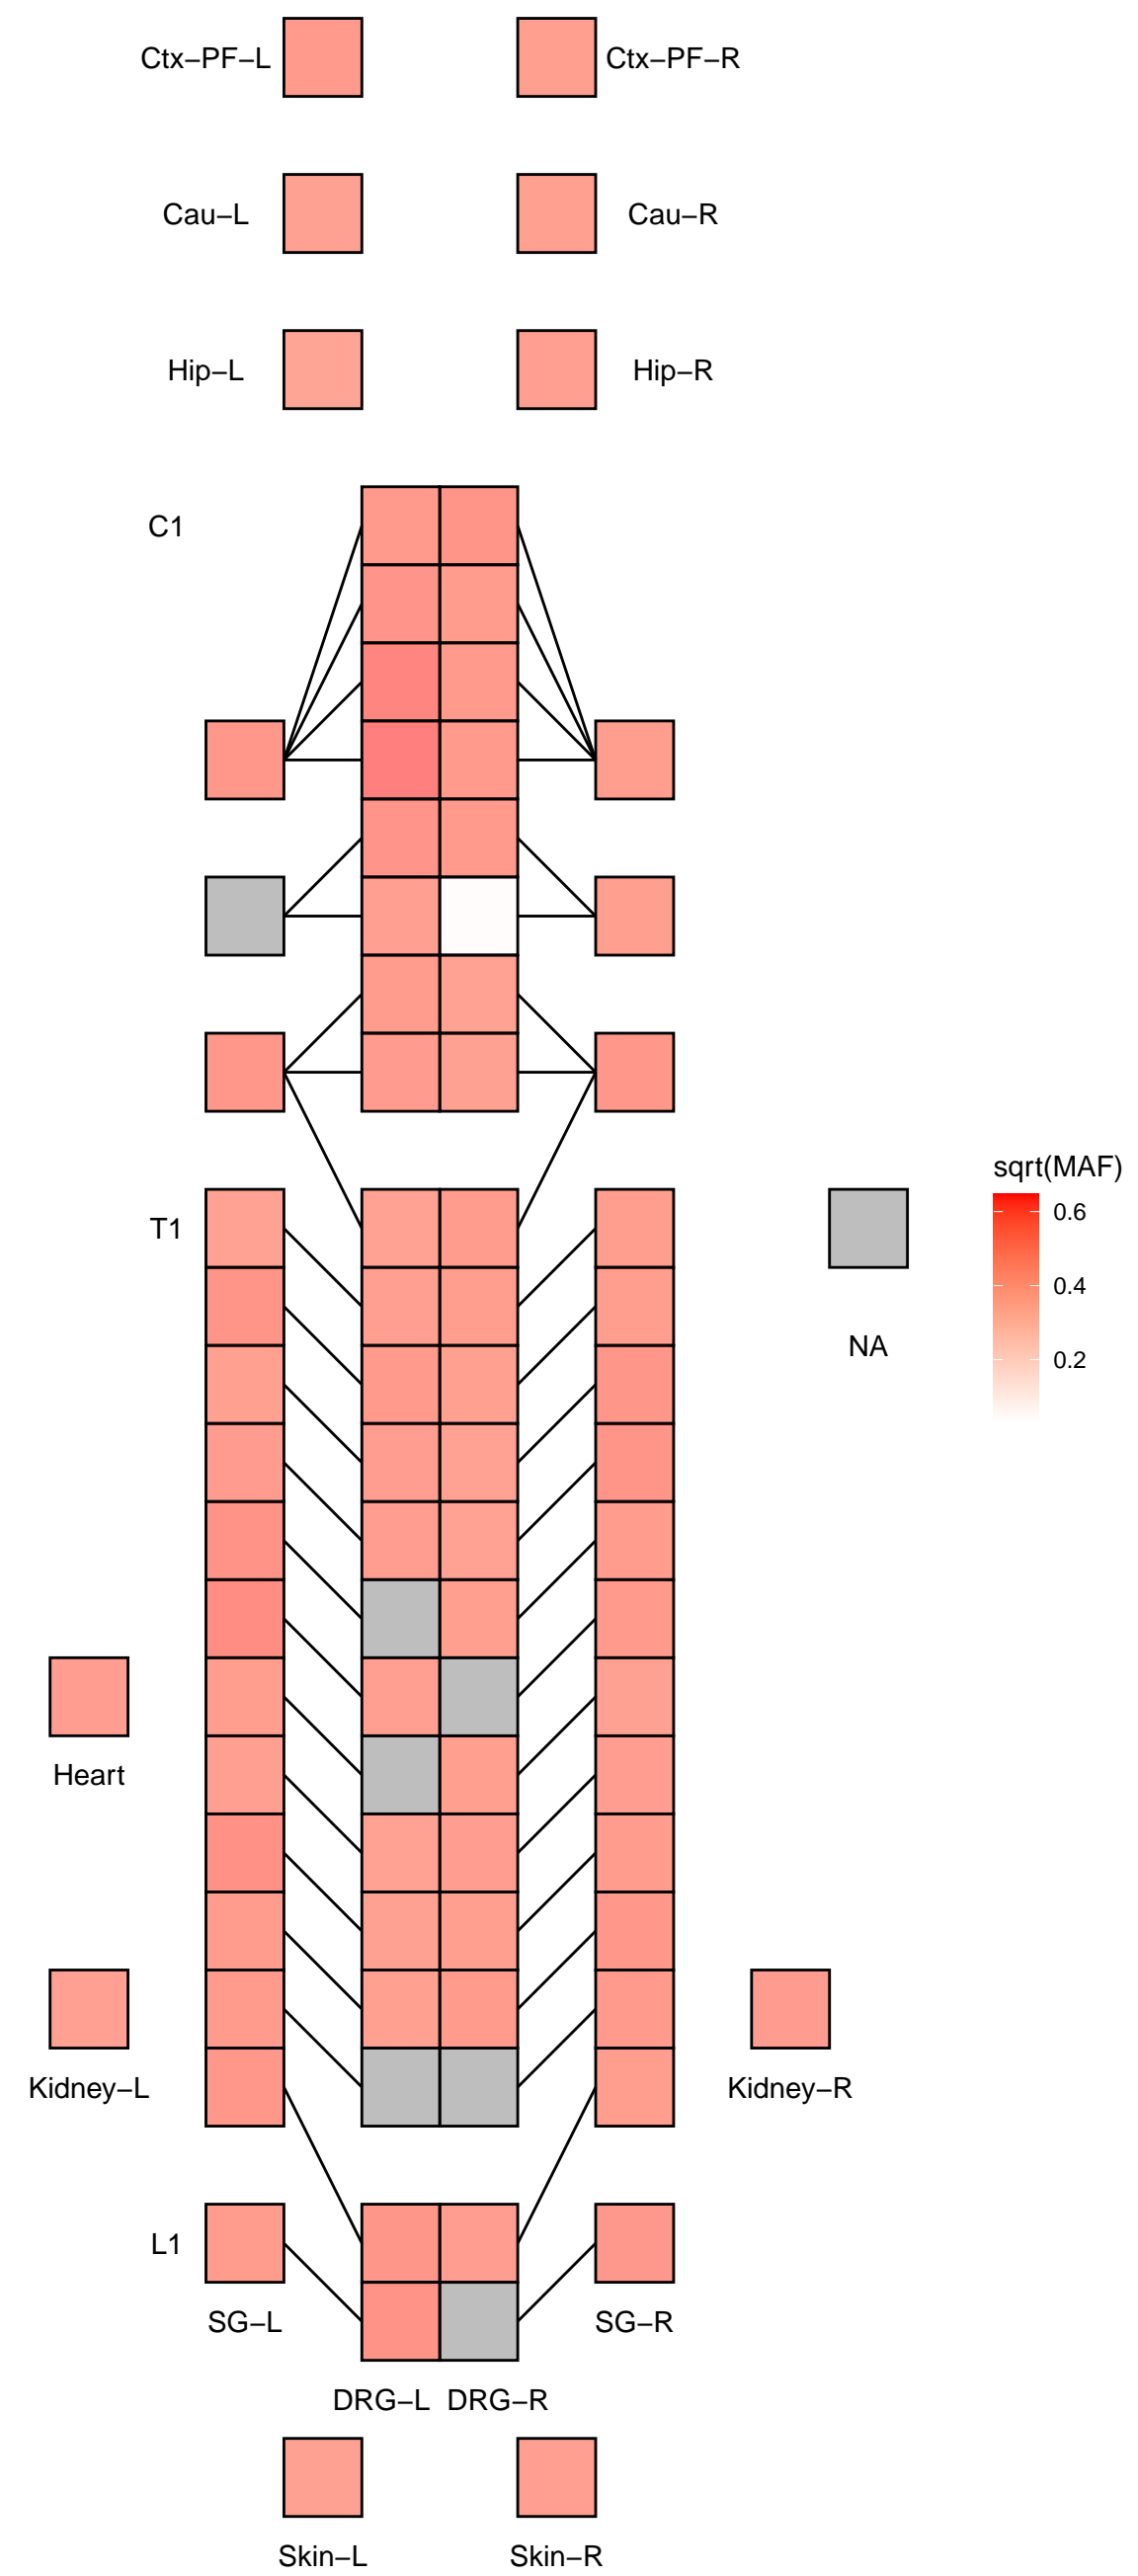 Ctx−PF−L
Ctx−PF−R
Cau−L
Cau−R
Hip−L
Hip−R
C1
sqrt(MAF)
0.6
T1
0.4
NA
0.2
Heart
Kidney−L
Kidney−R
L1
SG−L
SG−R
DRG−L
DRG−R
Skin−L
Skin−R